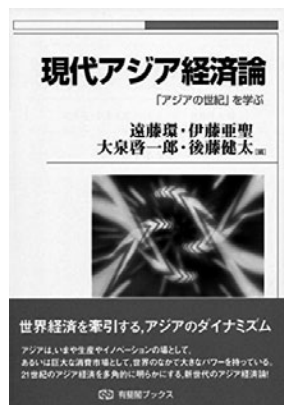 現代アジア経済論
「アジアの世紀」を学ぶ
遠藤環・伊藤亜聖
大泉啓一郎・後藤健太[編]
世界経済を牽引する,アジアのダイナミズム
アジアは,いまや生産やイノベーションの場として,
あるいは巨大な消費市場として,世界のなかで大きなパワーを持っている。
21世紀のアジア経済を多角的に明らかにする,新世代のアジア経済論!
有斐閣ブックス